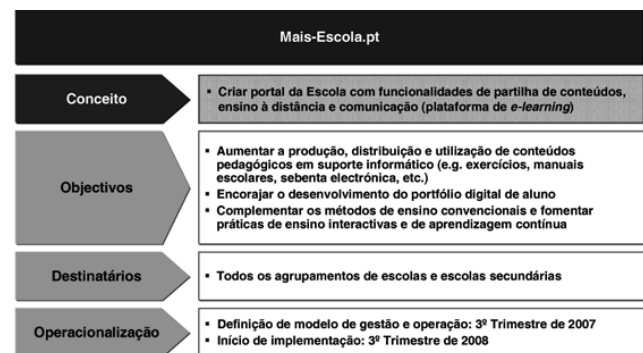 Mais-Escola.pt
Conceito
▪ Criar portal da Escola com funcionalidades de partilha de conteúdos,
ensino à distância e comunicação (plataforma de e-learning)
Objectivos
▪ Aumentar a produção, distribuição e utilização de conteúdos
pedagógicos em suporte informático (e.g. exercícios, manuais
escolares, sebenta electrónica, etc.)
▪ Encorajar o desenvolvimento do portfólio digital de aluno
▪ Complementar os métodos de ensino convencionais e fomentar
práticas de ensino interactivas e de aprendizagem contínua
Destinatários
▪ Todos os agrupamentos de escolas e escolas secundárias
Operacionalização
▪ Definição de modelo de gestão e operação: 3º Trimestre de 2007
▪ Início de implementação: 3º Trimestre de 2008